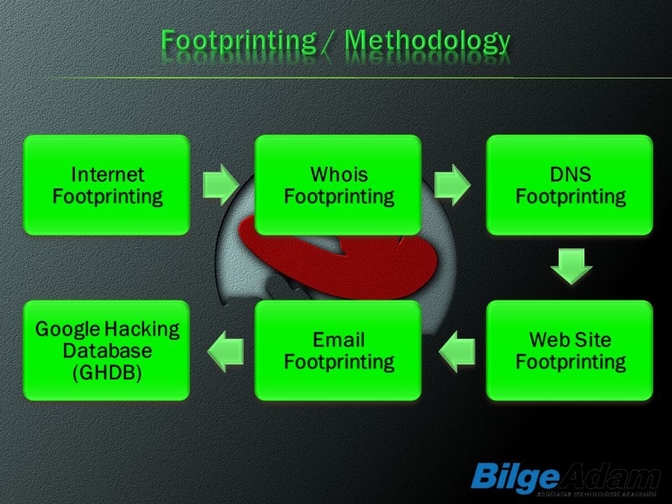 Footprinting / Methodology
Internet
Footprinting
Whois
Footprinting
DNS
Footprinting
Google Hacking
Database
(GHDB)
Email
Footprinting
Web Site
Footprinting
BilgeAdam
BİLGİSAYAR TEKNOLOJİLERİ AKADEMİSİ